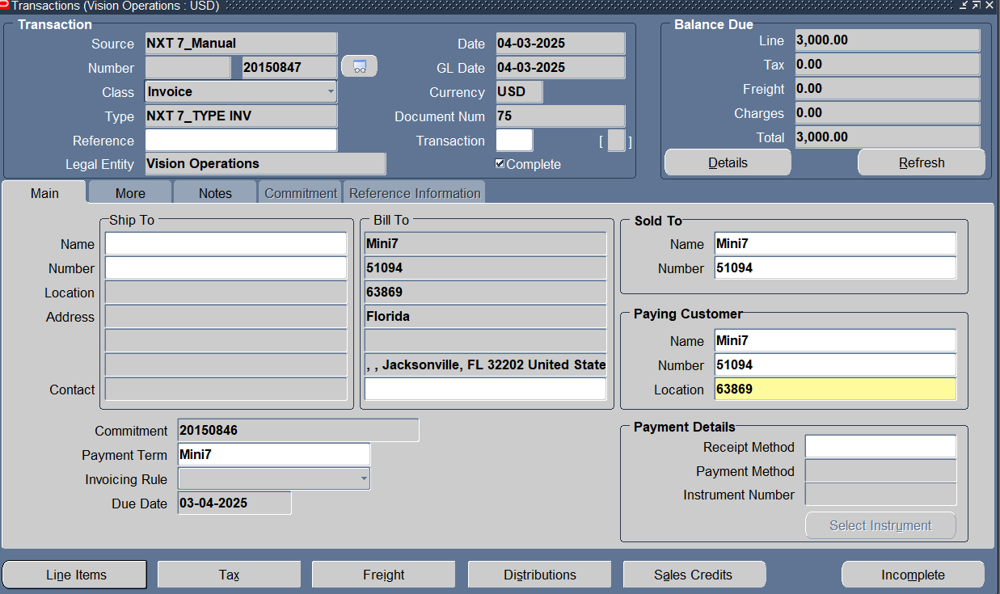 Transactions (Vision Operations : USD)
Transaction
Source NXT 7_Manual
Number 20150847
Class Invoice
Type NXT 7_TYPE INV
Reference
Legal Entity Vision Operations
Date 04-03-2025
GL Date 04-03-2025
Currency USD
Document Num 75
Transaction [ ]
Complete
Balance Due
Line 3,000.00
Tax 0.00
Freight 0.00
Charges 0.00
Total 3,000.00
Details Refresh
Main More Notes Commitment Reference Information
Ship To
Name
Number
Location
Address
Contact
Bill To
Mini7
51094
63869
Florida
, , Jacksonville, FL 32202 United State
Sold To
Name Mini7
Number 51094
Paying Customer
Name Mini7
Number 51094
Location 63869
Commitment 20150846
Payment Term Mini7
Invoicing Rule
Due Date 03-04-2025
Payment Details
Receipt Method
Payment Method
Instrument Number
Select Instrument
Line Items Tax Freight Distributions Sales Credits Incomplete